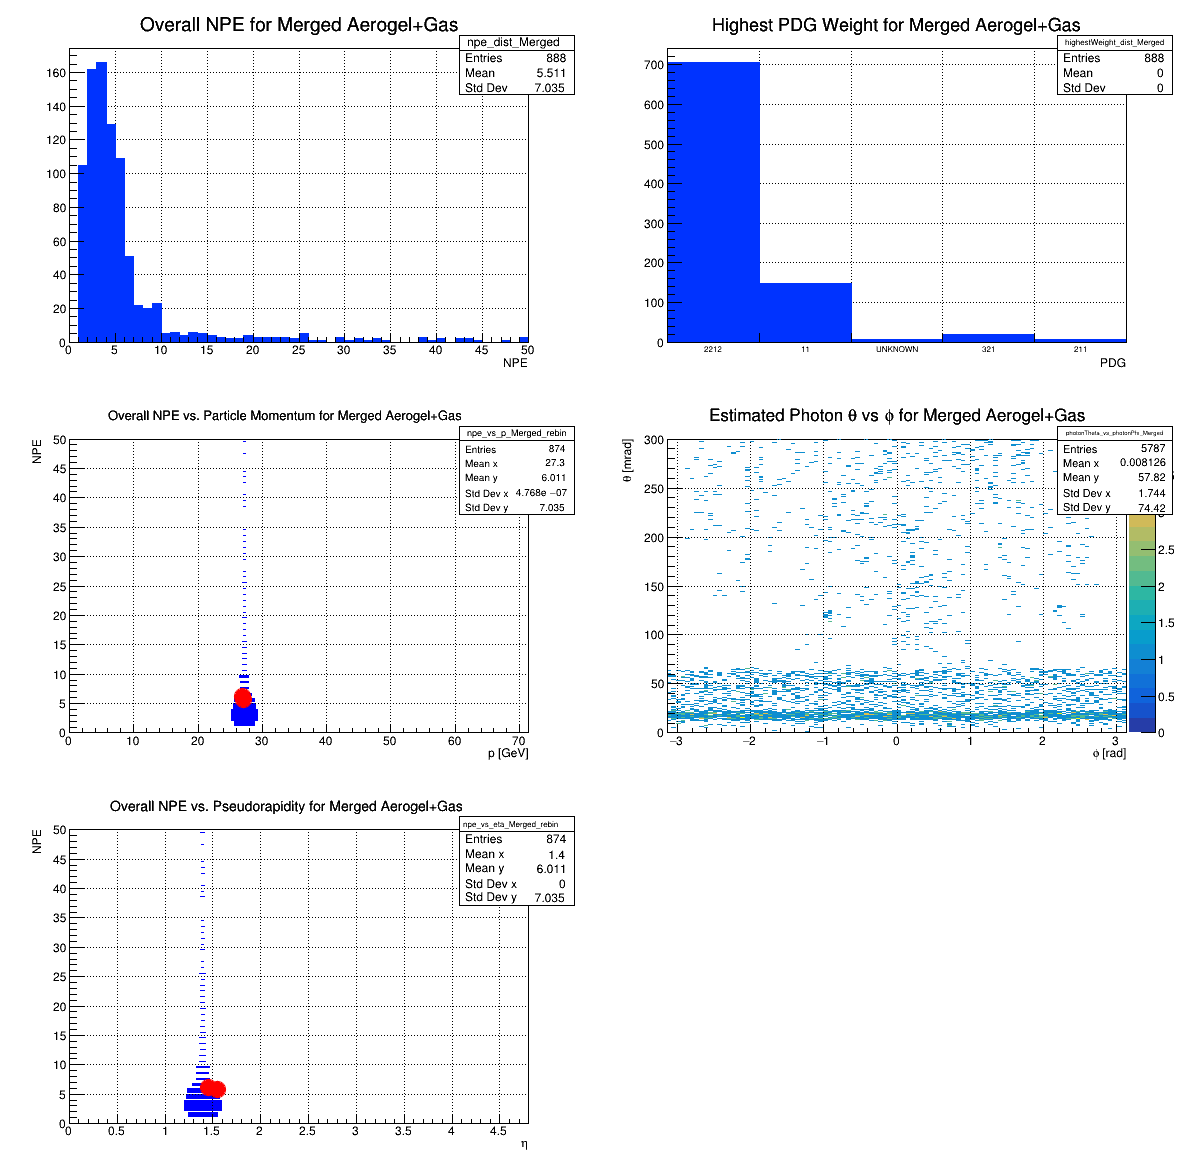 Overall NPE for Merged Aerogel+Gas
npe_dist_Merged
Entries 888
Mean 5.511
Std Dev 7.035
160
140
120
100
80
60
40
20
0
0 5 10 15 20 25 30 35 40 45 50
NPE
Highest PDG Weight for Merged Aerogel+Gas
highestWeight_dist_Merged
Entries 888
Mean 0
Std Dev 0
700
600
500
400
300
200
100
0
2212 11 UNKNOWN 321 211
PDG
Overall NPE vs. Particle Momentum for Merged Aerogel+Gas
npe_vs_p_Merged_rebin
Entries 874
Mean x 27.3
Mean y 6.011
Std Dev x 4.768e −07
Std Dev y 7.035
NPE
50
45
40
35
30
25
20
15
10
5
0
0 10 20 30 40 50 60 70
p [GeV]
Estimated Photon θ vs ϕ for Merged Aerogel+Gas
photonTheta_vs_photonPhi_Merged
Entries 5787
Mean x 0.008126
Mean y 57.82
Std Dev x 1.744
Std Dev y 74.42
θ [mrad]
300
250
200
150
100
50
0
−3 −2 −1 0 1 2 3
ϕ [rad]
2.5
2
1.5
1
0.5
0
Overall NPE vs. Pseudorapidity for Merged Aerogel+Gas
npe_vs_eta_Merged_rebin
Entries 874
Mean x 1.4
Mean y 6.011
Std Dev x 0
Std Dev y 7.035
NPE
50
45
40
35
30
25
20
15
10
5
0
0 0.5 1 1.5 2 2.5 3 3.5 4 4.5
η